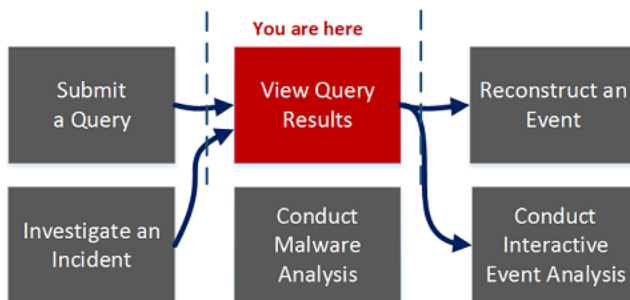 You are here
Submit
a Query
View Query
Results
Reconstruct an
Event
Investigate an
Incident
Conduct
Malware
Analysis
Conduct
Interactive
Event Analysis